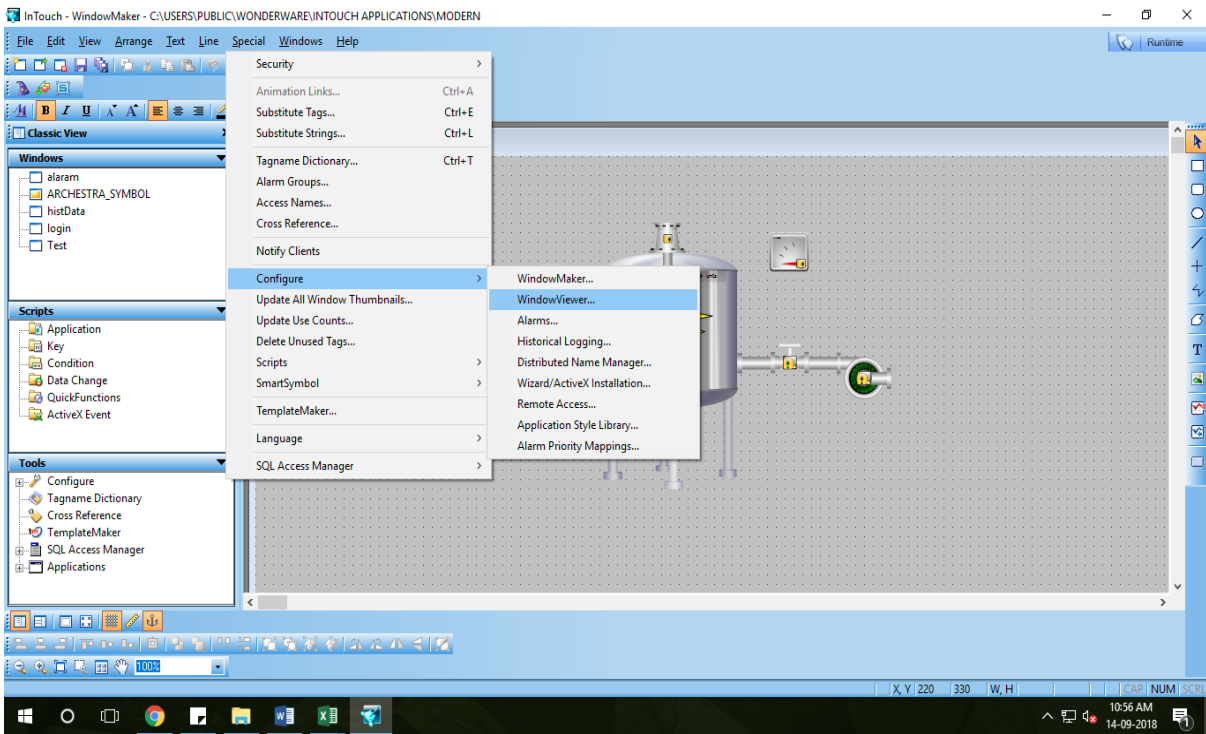 InTouch - WindowMaker - C:\USERS\PUBLIC\WONDERWARE\INTOUCH APPLICATIONS\MODERN
File Edit View Arrange Text Line Special Windows Help
Runtime
B I U A A
Classic View
Windows
alaram
ARCHESTRA_SYMBOL
histData
login
Test
Scripts
Application
Key
Condition
Data Change
QuickFunctions
ActiveX Event
Tools
Configure
Tagname Dictionary
Cross Reference
TemplateMaker
SQL Access Manager
Applications
Security
Animation Links... Ctrl+A
Substitute Tags... Ctrl+E
Substitute Strings... Ctrl+L
Tagname Dictionary... Ctrl+T
Alarm Groups...
Access Names...
Cross Reference...
Notify Clients
Configure
Update All Window Thumbnails...
Update Use Counts...
Delete Unused Tags...
Scripts
SmartSymbol
TemplateMaker...
Language
SQL Access Manager
WindowMaker...
WindowViewer...
Alarms...
Historical Logging...
Distributed Name Manager...
Wizard/ActiveX Installation...
Remote Access...
Application Style Library...
Alarm Priority Mappings...
T
100%
X, Y 220 330 W, H CAP NUM SCRL
10:56 AM
14-09-2018
1